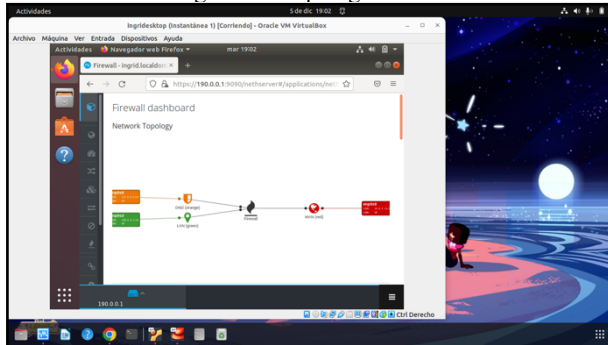 Actividades
5 de dic 19:02
ingridesktop (Instantánea 1) [Corriendo] - Oracle VM VirtualBox
Archivo Máquina Ver Entrada Dispositivos Ayuda
Actividades Navegador web Firefox mar 19:02
Firewall - ingrid.localdom
https://190.0.0.1:9090/nethserver#/applications/net
Firewall dashboard
Network Topology
DMZ (orange)
LAN (green)
Firewall
WAN (red)
190.0.0.1
Ctrl Derecho